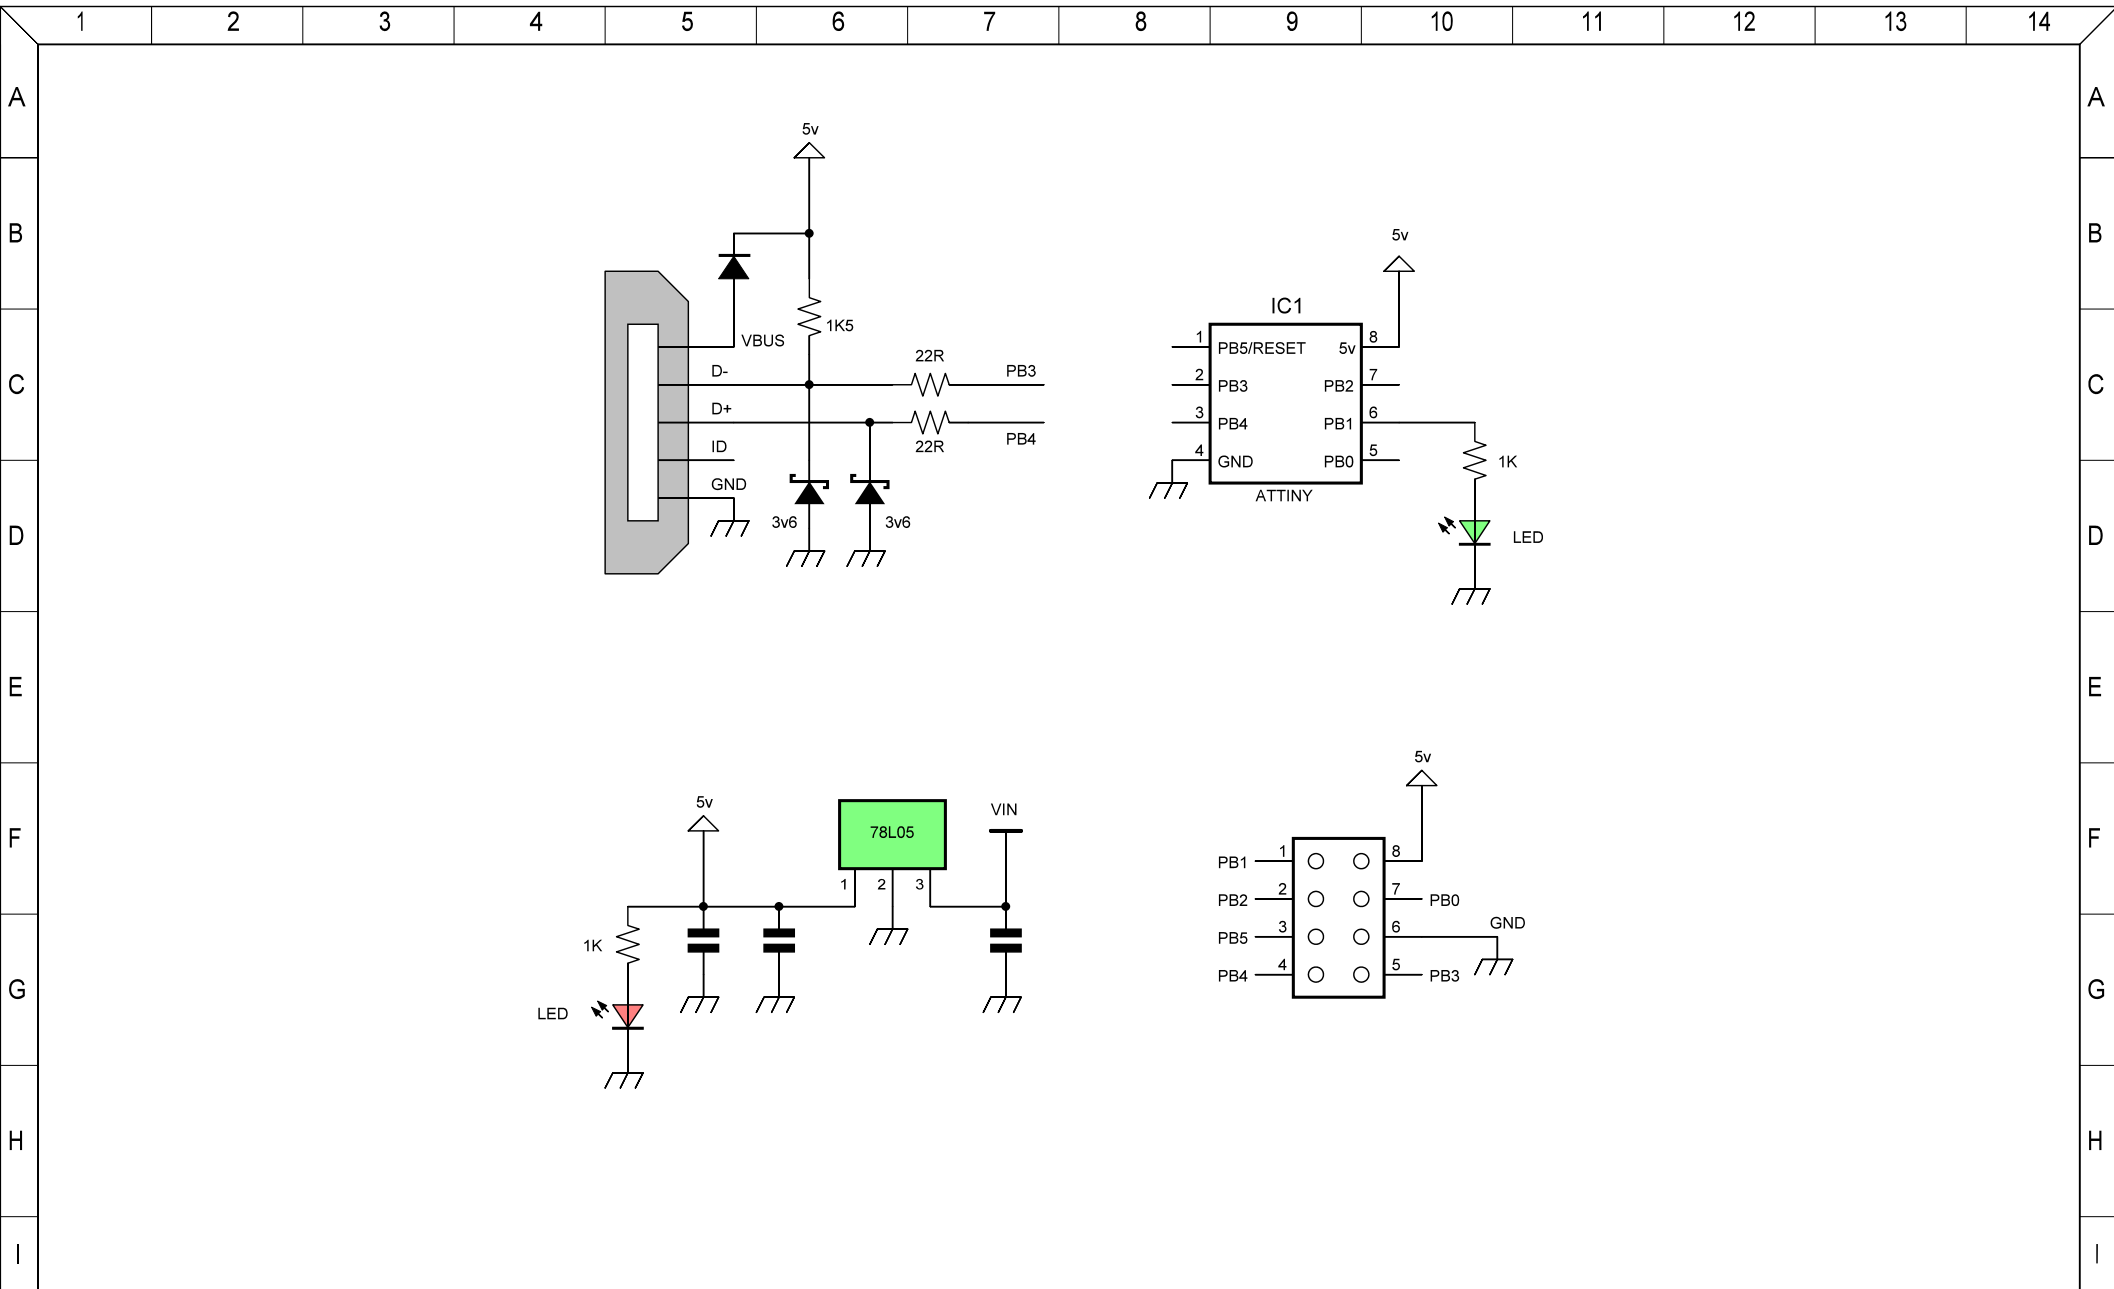 1 2 3 4 5 6 7 8 9 10 11 12 13 14
A A
5v
B B
5v
IC1
VBUS
1K5
1 PB5/RESET 5v 8
22R
D- PB3
C C
2 PB3 PB2 7
D+
3 PB4 PB1 6
22R PB4
ID
4 GND PB0 5
1K
GND
ATTINY
3v6 3v6
D D
LED
E E
5v
5v
VIN
78L05
F F
1 2 3
PB1 1 8
PB2 2 7 PB0
GND
PB5 3 6
1K
PB4 4 5 PB3
G G
LED
H H
I I